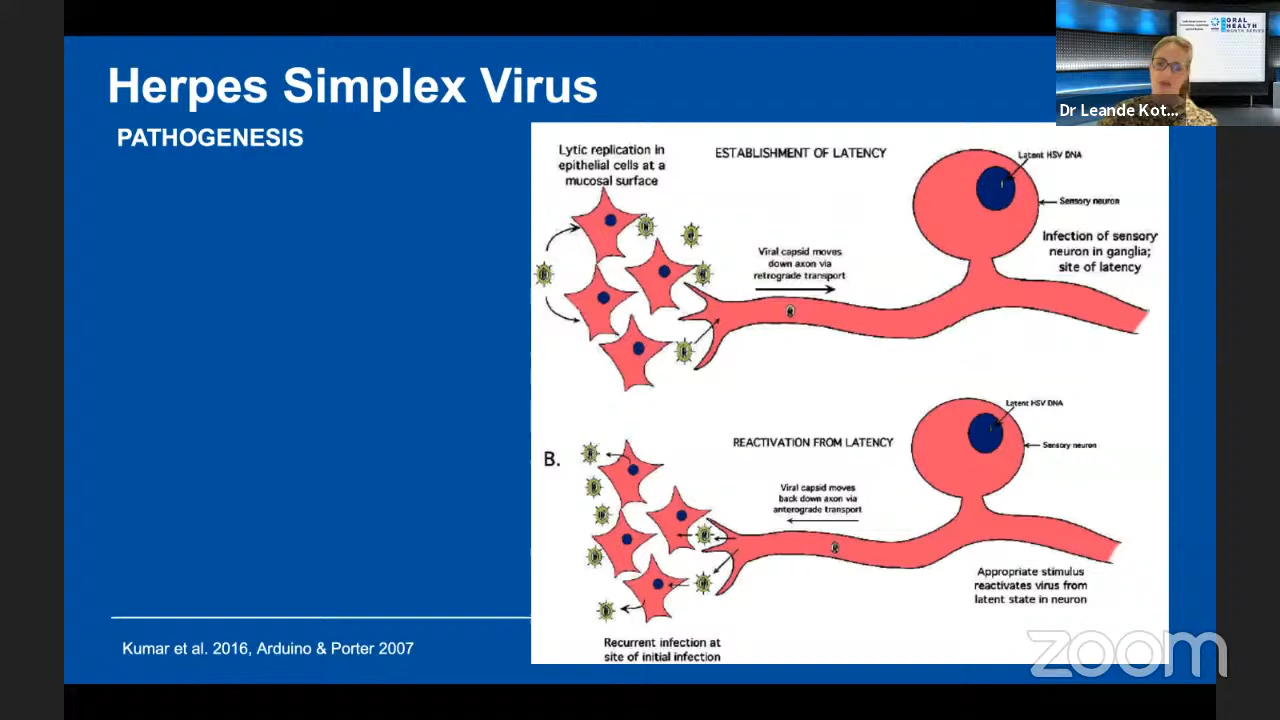 Herpes Simplex Virus
PATHOGENESIS
ORAL
HEALTH
MONTH SERIES
Dr Leande Kot...
Lytic replication in
epithelial cells at a
mucosal surface
ESTABLISHMENT OF LATENCY
Latent HSV DNA
Sensory neuron
Infection of sensory
neuron in ganglia;
site of latency
Viral capsid moves
down axon via
retrograde transport
B.
REACTIVATION FROM LATENCY
Latent HSV DNA
Sensory neuron
Viral capsid moves
back down axon via
anterograde transport
Appropriate stimulus
reactivates virus from
latent state in neuron
Recurrent infection at
site of initial infection
Kumar et al. 2016, Arduino & Porter 2007
zoom